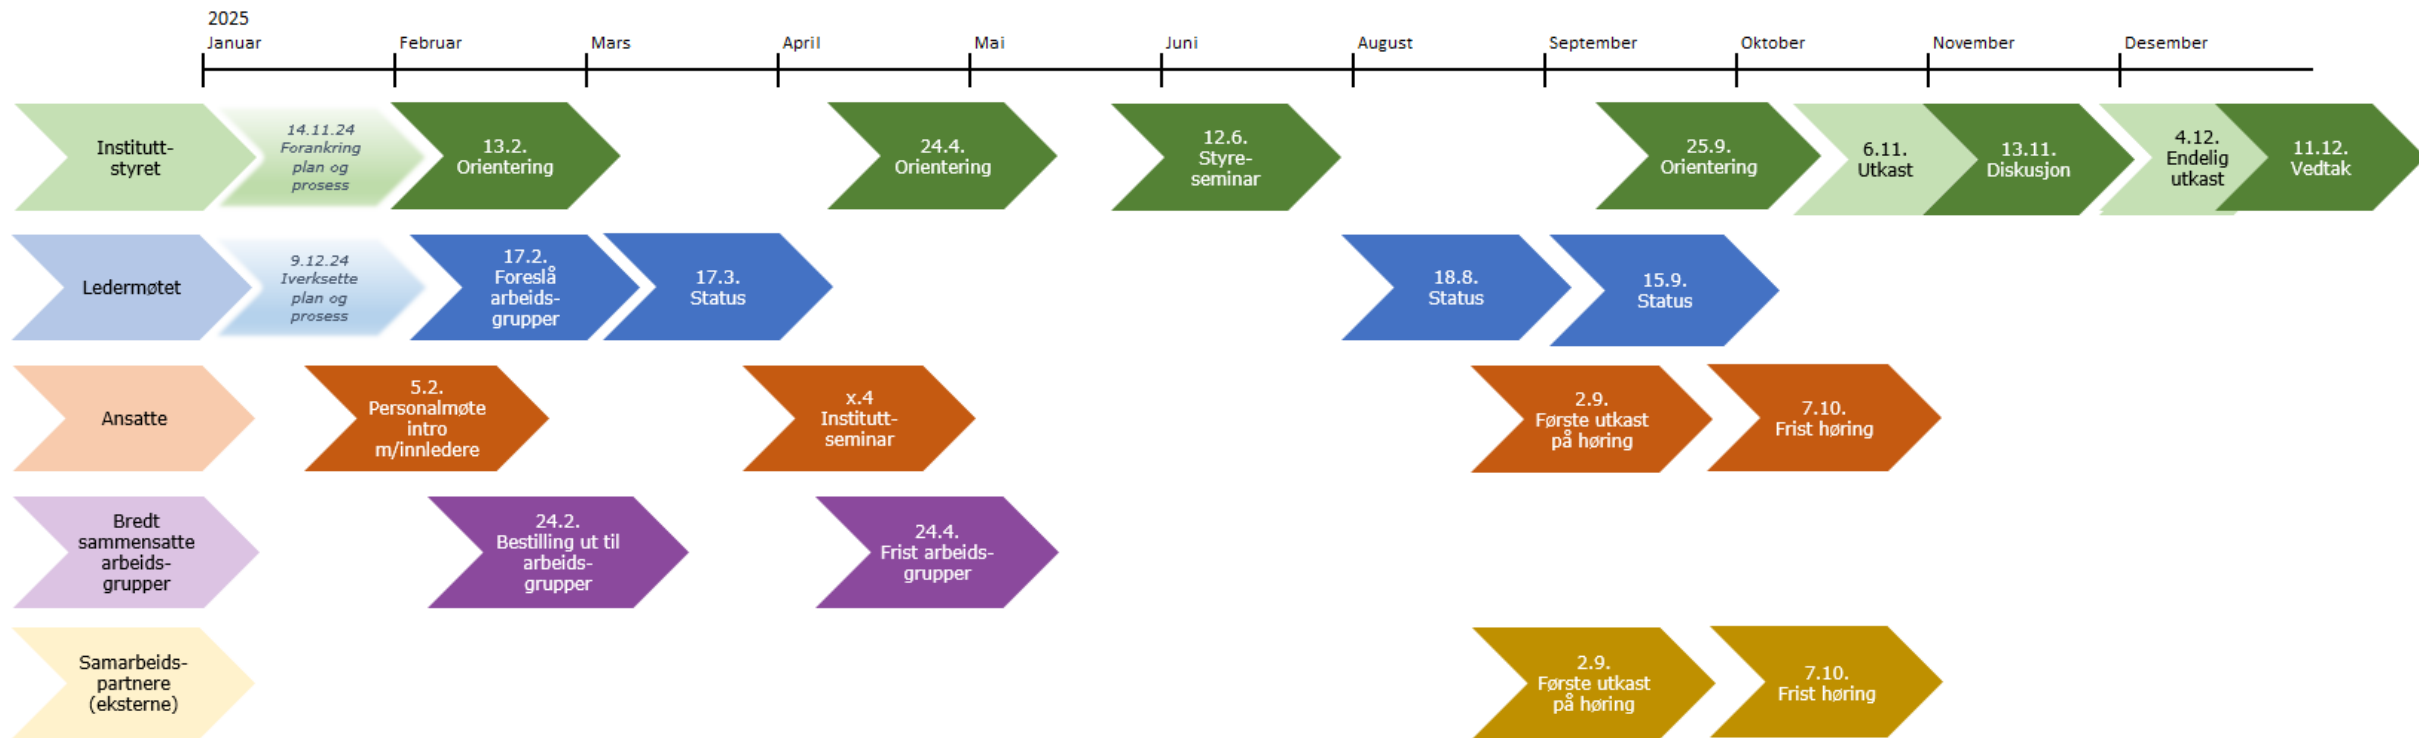 2025
Januar
Februar
Mars
April
Mai
Juni
August
September
Oktober
November
Desember
Institutt-
styret
14.11.24
Forankring
plan og
prosess
13.2.
Orientering
24.4.
Orientering
12.6.
Styre-
seminar
25.9.
Orientering
6.11.
Utkast
13.11.
Diskusjon
4.12.
Endelig
utkast
11.12.
Vedtak
Ledermøtet
9.12.24
Iverksette
plan og
prosess
17.2.
Foreslå
arbeids-
grupper
17.3.
Status
18.8.
Status
15.9.
Status
Ansatte
5.2.
Personalmøte
intro
m/innledere
x.4
Institutt-
seminar
2.9.
Første utkast
på høring
7.10.
Frist høring
Bredt
sammensatte
arbeids-
grupper
24.2.
Bestilling ut til
arbeids-
grupper
24.4.
Frist arbeids-
grupper
Samarbeids-
partnere
(eksterne)
2.9.
Første utkast
på høring
7.10.
Frist høring